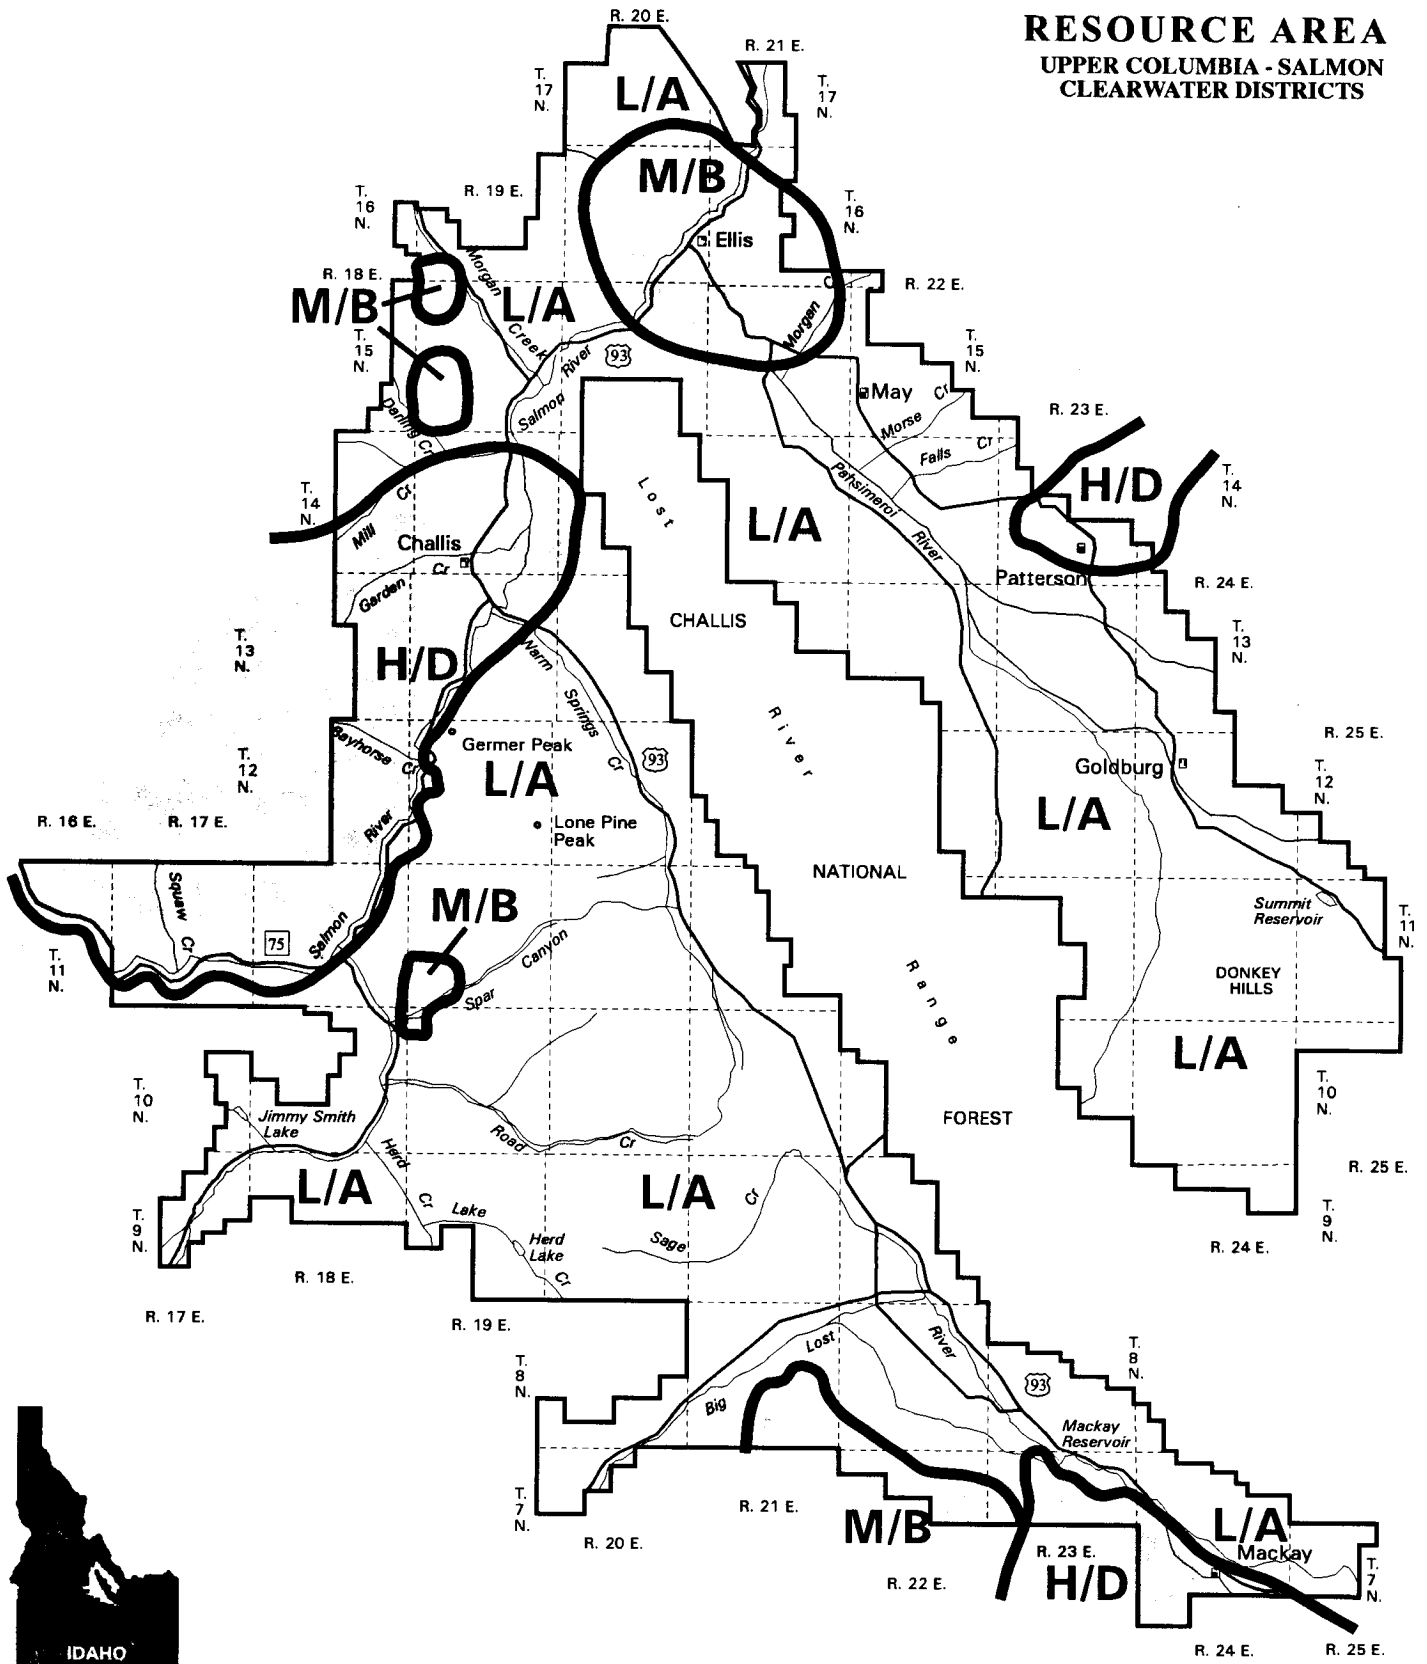 RESOURCE AREA
UPPER COLUMBIA - SALMON
CLEARWATER DISTRICTS
R. 20 E.
R. 21 E.
T.
17
N.
L/A
T.
17
N.
M/B
T.
16
N.
R. 19 E.
T.
16
N.
Ellis
Morgan
Creek
R. 18 E.
M/B
L/A
Morgan
Cr
R. 22 E.
T.
15
N.
Salmon
River
93
T.
15
N.
May
Morse
Cr
Falls
Cr
R. 23 E.
Darling
Cr
H/D
T.
14
N.
T.
14
N.
Mill
Cr
Lost
L/A
Pahsimeroi
River
Challis
Garden
Cr
Patterson
R. 24 E.
CHALLIS
T.
13
N.
T.
13
N.
H/D
Warm
Springs
Cr
River
Bayhorse
Cr
Germer Peak
93
R. 25 E.
T.
12
N.
L/A
Goldburg
T.
12
N.
Lone Pine
Peak
L/A
R. 16 E.
R. 17 E.
River
NATIONAL
Squaw
Cr
M/B
Summit
Reservoir
T.
11
N.
75
Salmon
Canyon
Spar
T.
11
N.
Range
DONKEY
HILLS
L/A
T.
10
N.
Jimmy Smith
Lake
FOREST
T.
10
N.
Road
Cr
Herd
Cr
L/A
L/A
R. 25 E.
T.
9
N.
Lake
Herd
Lake
Cr
Sage
Cr
T.
9
N.
R. 24 E.
R. 18 E.
R. 17 E.
R. 19 E.
Big
Lost
River
T.
8
N.
T.
8
N.
93
Mackay
Reservoir
T.
7
N.
R. 21 E.
R. 20 E.
M/B
R. 22 E.
R. 23 E.
H/D
L/A
Mackay
T.
7
N.
R. 24 E.
R. 25 E.
IDAHO